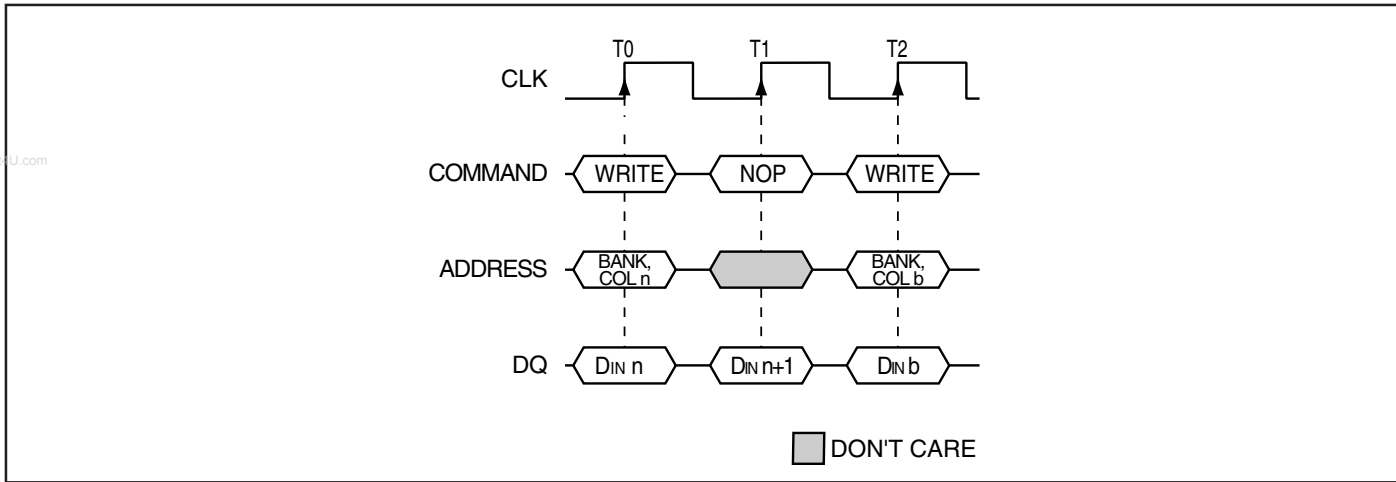 T0 T1 T2
CLK
COMMAND WRITE NOP WRITE
ADDRESS BANK, COL n BANK, COL b
DQ DIN n DIN n+1 DIN b
DON'T CARE